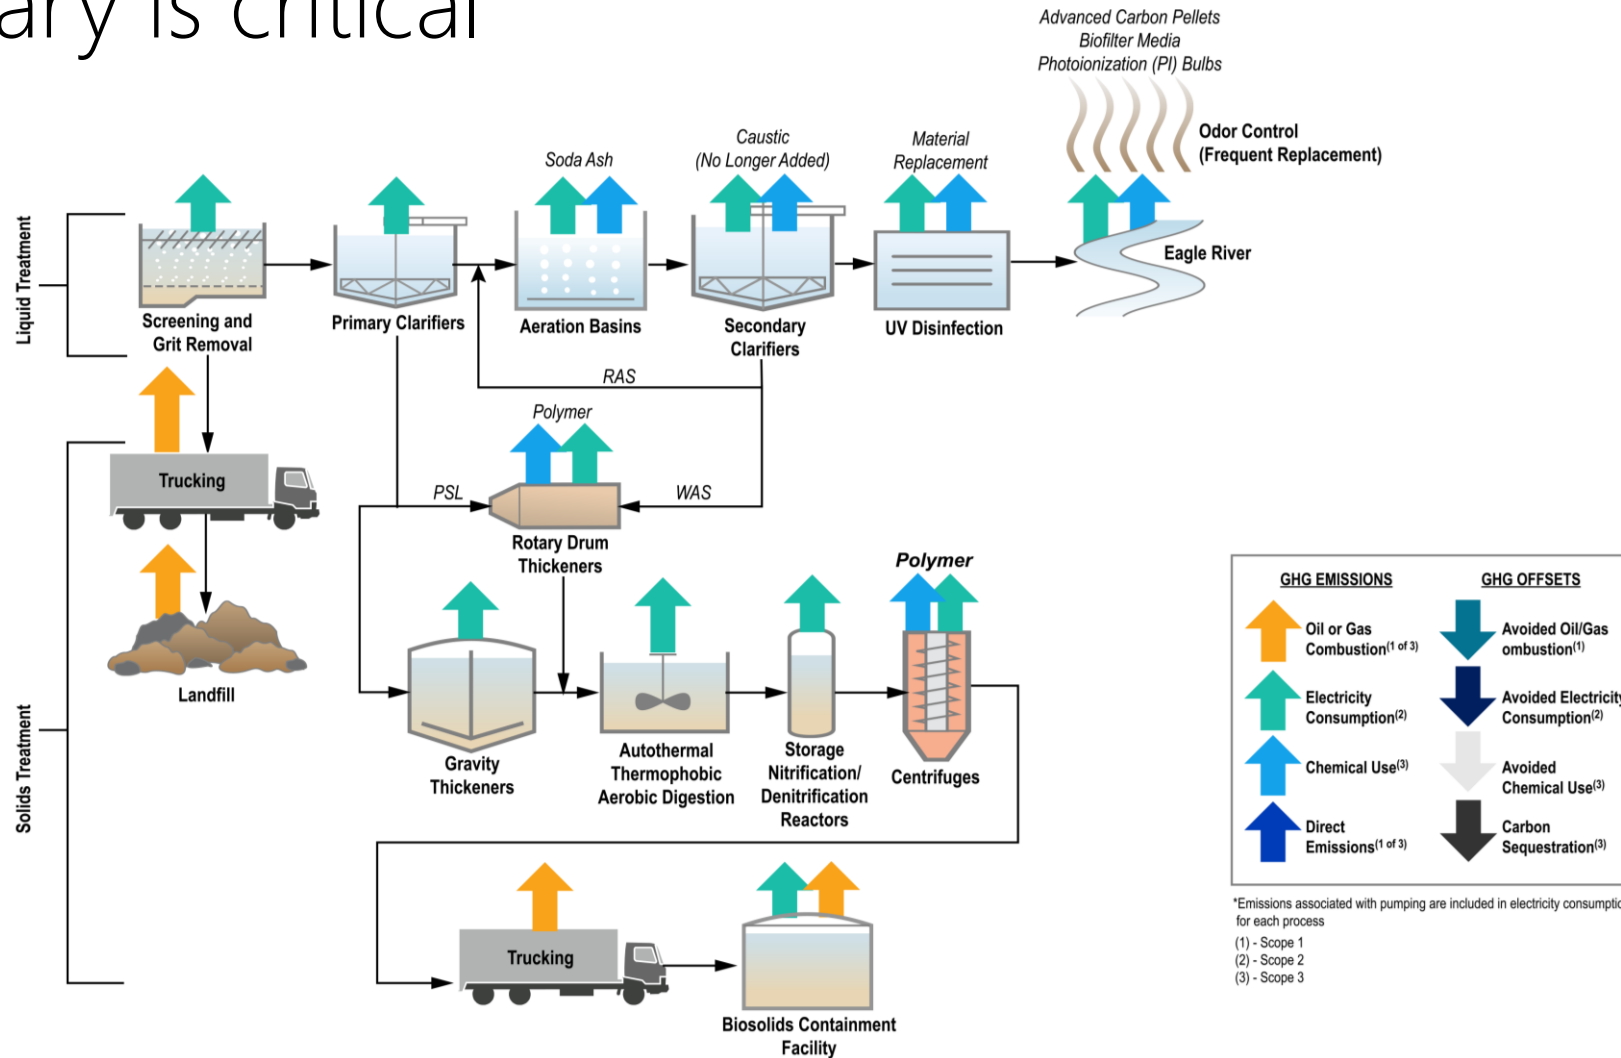 ary is critical
Advanced Carbon Pellets
Biofilter Media
Photoionization (PI) Bulbs
Odor Control
(Frequent Replacement)
Soda Ash
Caustic
(No Longer Added)
Material
Replacement
Liquid Treatment
Eagle River
Screening and
Grit Removal
Primary Clarifiers
Aeration Basins
Secondary
Clarifiers
UV Disinfection
RAS
Polymer
Trucking
PSL
WAS
Rotary Drum
Thickeners
Landfill
Solids Treatment
Polymer
Gravity
Thickeners
Autothermal
Thermophobic
Aerobic Digestion
Storage
Nitrification/
Denitrification
Reactors
Centrifuges
Trucking
Biosolids Containment
Facility
GHG EMISSIONS
Oil or Gas
Combustion(1 of 3)
Electricity
Consumption(2)
Chemical Use(3)
Direct
Emissions(1 of 3)
GHG OFFSETS
Avoided Oil/Gas
ombustion(1)
Avoided Electricity
Consumption(2)
Avoided
Chemical Use(3)
Carbon
Sequestration(3)
*Emissions associated with pumping are included in electricity consumptio
for each process
(1) - Scope 1
(2) - Scope 2
(3) - Scope 3